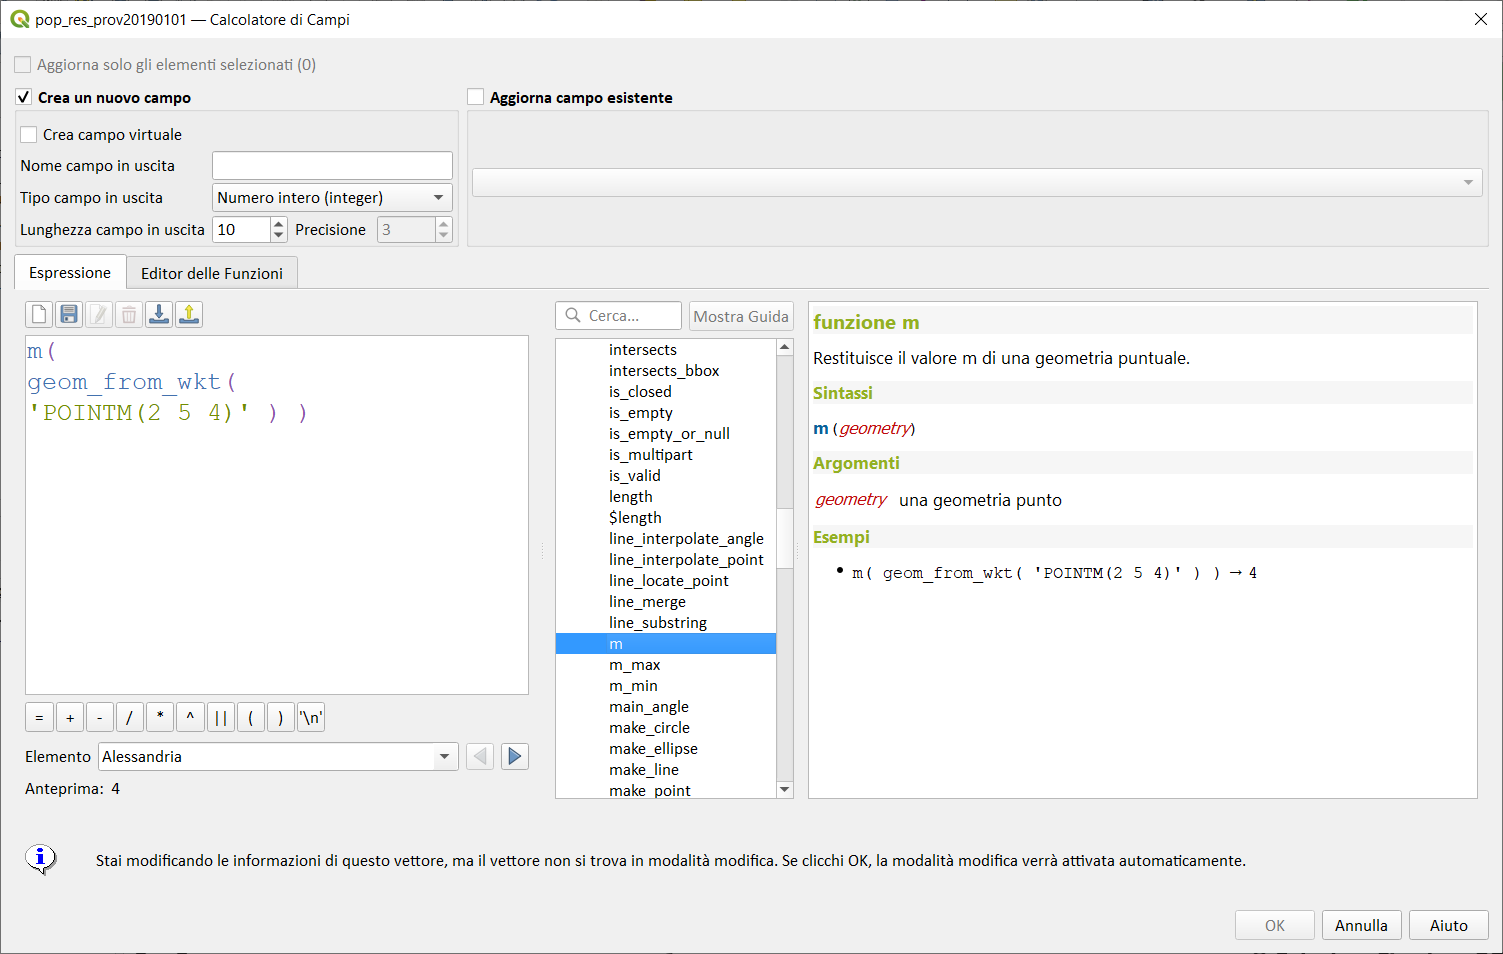 pop_res_prov20190101 — Calcolatore di Campi
Aggiorna solo gli elementi selezionati (0)
Crea un nuovo campo
Aggiorna campo esistente
Crea campo virtuale
Nome campo in uscita
Tipo campo in uscita
Numero intero (integer)
Lunghezza campo in uscita
10
Precisione
3
Espressione
Editor delle Funzioni
m(
geom_from_wkt(
'POINTM(2 5 4)' ) )
= + - / * ^ || ( ) '\n'
Elemento
Alessandria
Anteprima: 4
Cerca...
Mostra Guida
intersects
intersects_bbox
is_closed
is_empty
is_empty_or_null
is_multipart
is_valid
length
$length
line_interpolate_angle
line_interpolate_point
line_locate_point
line_merge
line_substring
m
m_max
m_min
main_angle
make_circle
make_ellipse
make_line
make_point
funzione m
Restituisce il valore m di una geometria puntuale.
Sintassi
m (geometry)
Argomenti
geometry una geometria punto
Esempi
• m( geom_from_wkt( 'POINTM(2 5 4)' ) ) → 4
Stai modificando le informazioni di questo vettore, ma il vettore non si trova in modalità modifica. Se clicchi OK, la modalità modifica verrà attivata automaticamente.
OK
Annulla
Aiuto